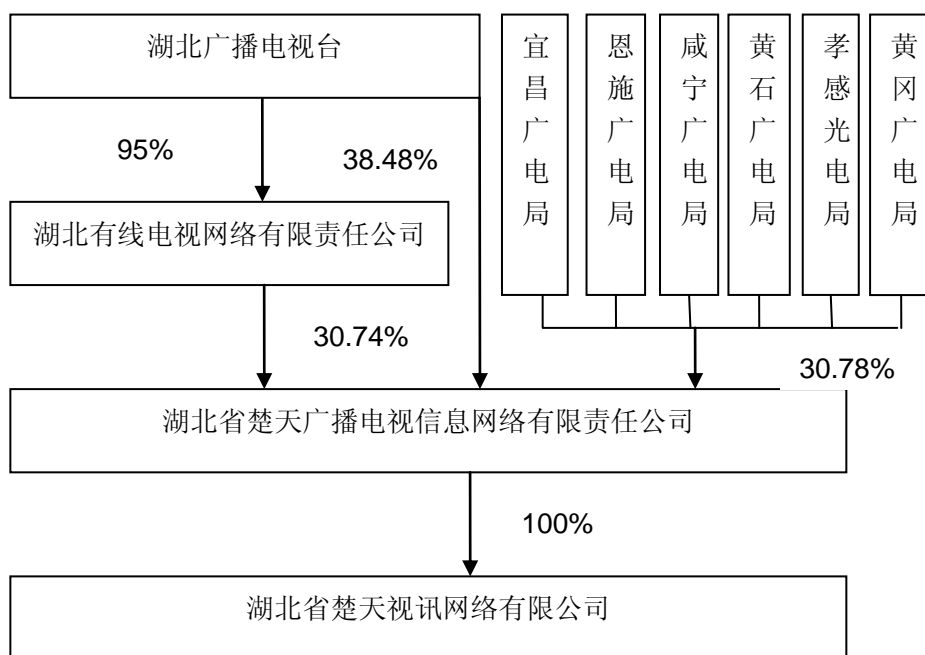 湖北广播电视台
宜昌广电局
恩施广电局
咸宁广电局
黄石广电局
孝感光电局
黄冈广电局
95%
38.48%
湖北有线电视网络有限责任公司
30.74%
30.78%
湖北省楚天广播电视信息网络有限责任公司
100%
湖北省楚天视讯网络有限公司